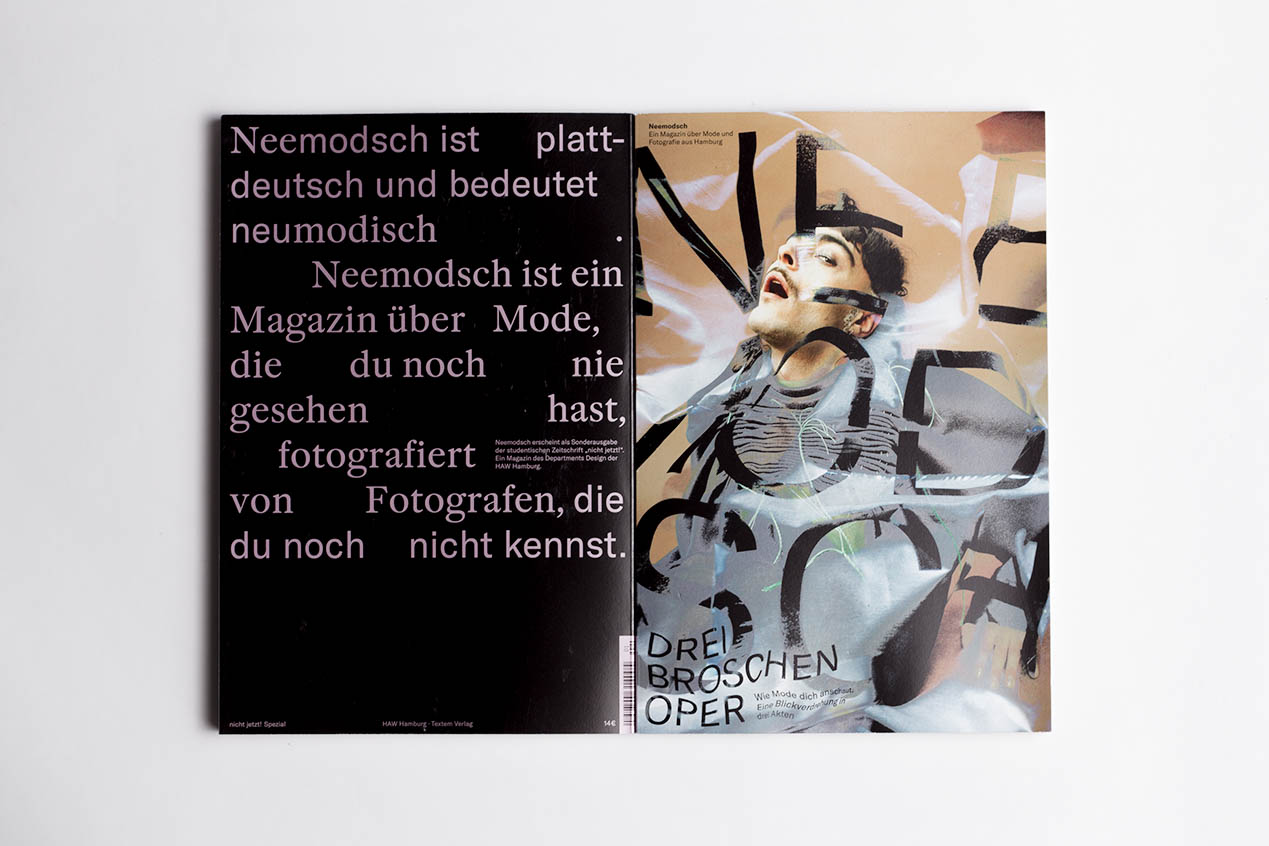 Neemodsch ist platt-
deutsch und bedeutet
neumodisch .
Neemodsch ist ein
Magazin über Mode,
die du noch nie
gesehen hast,
fotografiert
Neemodsch erscheint als Sonderausgabe
der studentischen Zeitschrift „nicht jetzt!“.
Ein Magazin des Departments Design der
HAW Hamburg.
von Fotografen, die
du noch nicht kennst.
nicht jetzt! Spezial
HAW Hamburg · Textem Verlag
14€
Neemodsch
Ein Magazin über Mode und
Fotografie aus Hamburg
NEE
MOD
SCH
DREI
BROSCHEN
OPER
Wie Mode dich anschaut.
Eine Blickverdrehung in
drei Akten